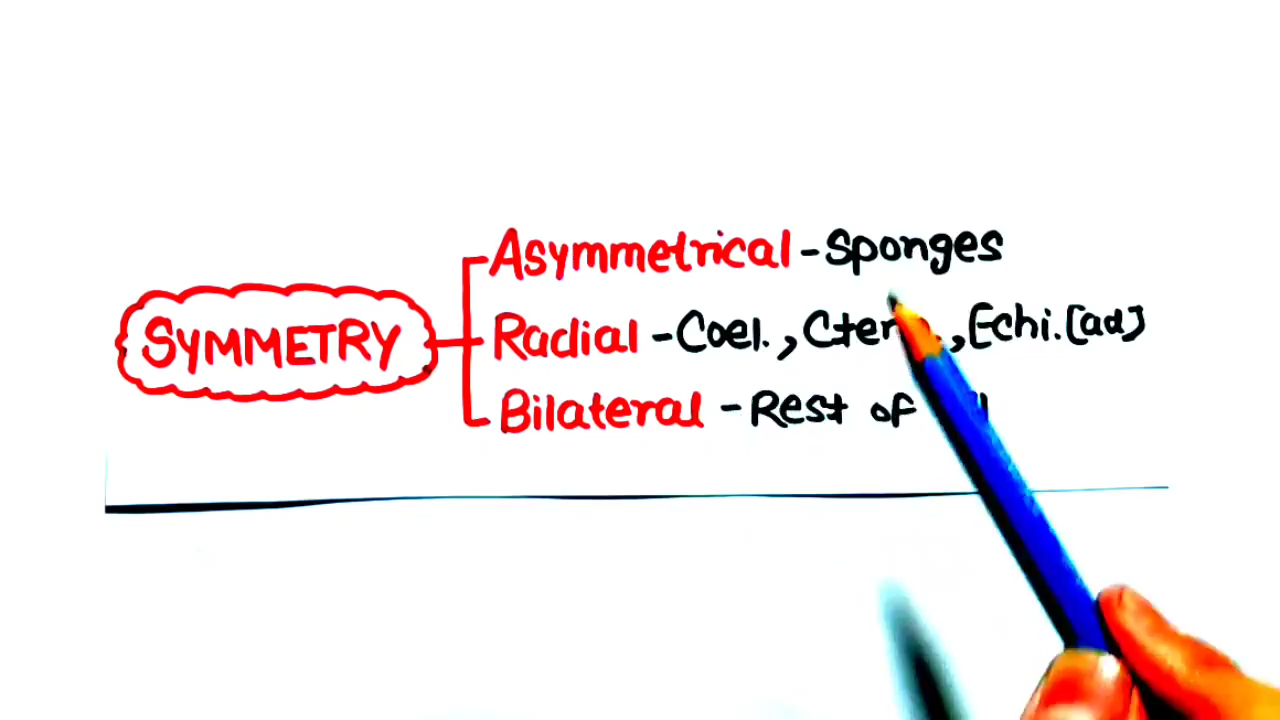 Asymmetrical - Sponges
SYMMETRY
Radial - Coel., , Echi. [ad]
Bilateral - Rest of